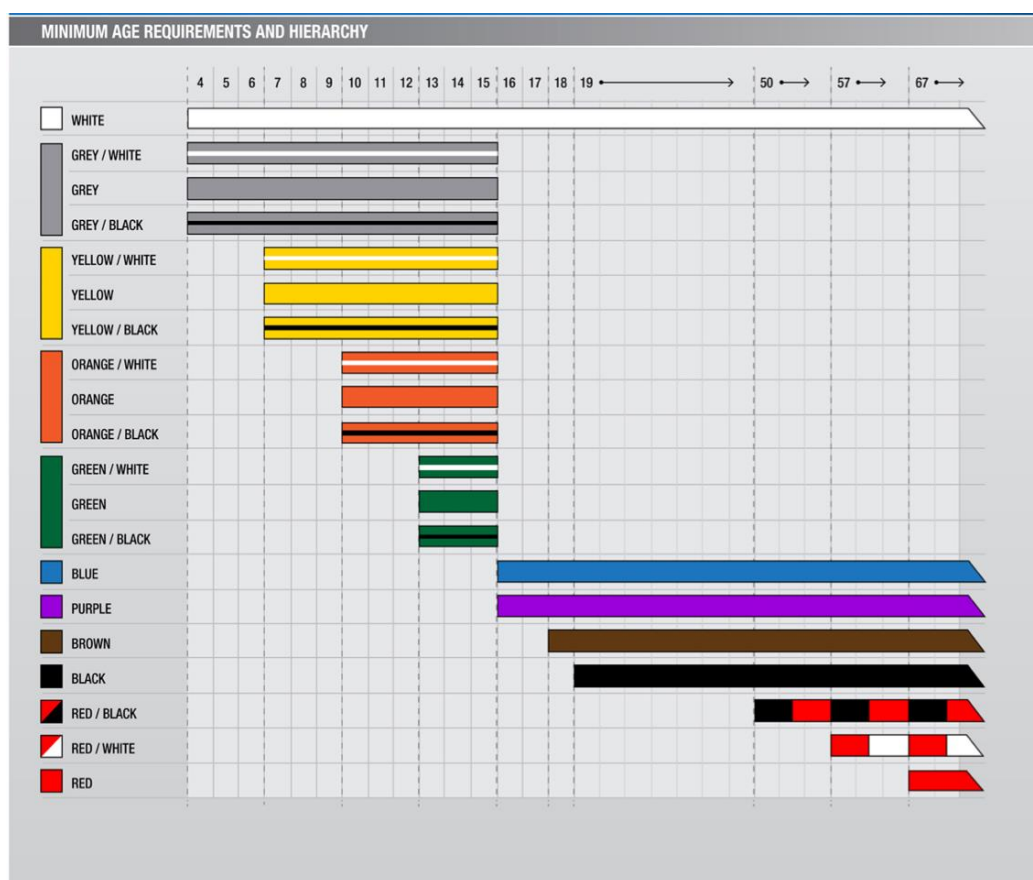 MINIMUM AGE REQUIREMENTS AND HIERARCHY
4 5 6 7 8 9 10 11 12 13 14 15 16 17 18 19 50 57 67
WHITE
GREY / WHITE
GREY
GREY / BLACK
YELLOW / WHITE
YELLOW
YELLOW / BLACK
ORANGE / WHITE
ORANGE
ORANGE / BLACK
GREEN / WHITE
GREEN
GREEN / BLACK
BLUE
PURPLE
BROWN
BLACK
RED / BLACK
RED / WHITE
RED